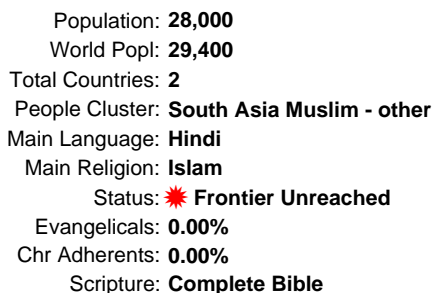 Population: 28,000
World Popl: 29,400
Total Countries: 2
People Cluster: South Asia Muslim - other
Main Language: Hindi
Main Religion: Islam
Status: Frontier Unreached
Evangelicals: 0.00%
Chr Adherents: 0.00%
Scripture: Complete Bible